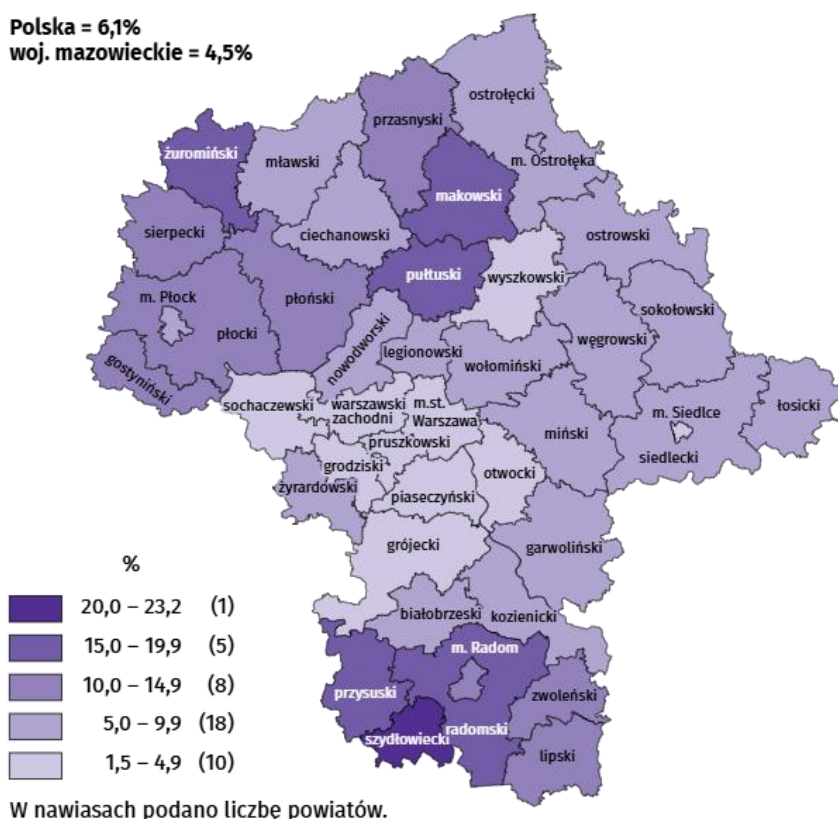 Polska = 6,1%
woj. mazowieckie = 4,5%
ostrołęcki
przasnyski
żuromiński
mławski
m. Ostrołęka
makowski
sierpecki
ciechanowski
ostrowski
pułtuski
wyszkowski
m. Płock
płoński
sokołowski
płocki
węgrowski
nowodworski
legionowski
wołomiński
gostyniński
sochaczewski
warszawski
zachodni
m.st.
Warszawa
m. Siedlce
łosicki
miński
pruszkowski
siedlecki
grodziski
otwocki
żyrardowski
piaseczyński
grójecki
garwoliński
białobrzeski
kozienicki
m. Radom
przysuski
zwoleński
szydłowiecki
radomski
lipski
%
20,0 – 23,2 (1)
15,0 – 19,9 (5)
10,0 – 14,9 (8)
5,0 – 9,9 (18)
1,5 – 4,9 (10)
W nawiasach podano liczbę powiatów.